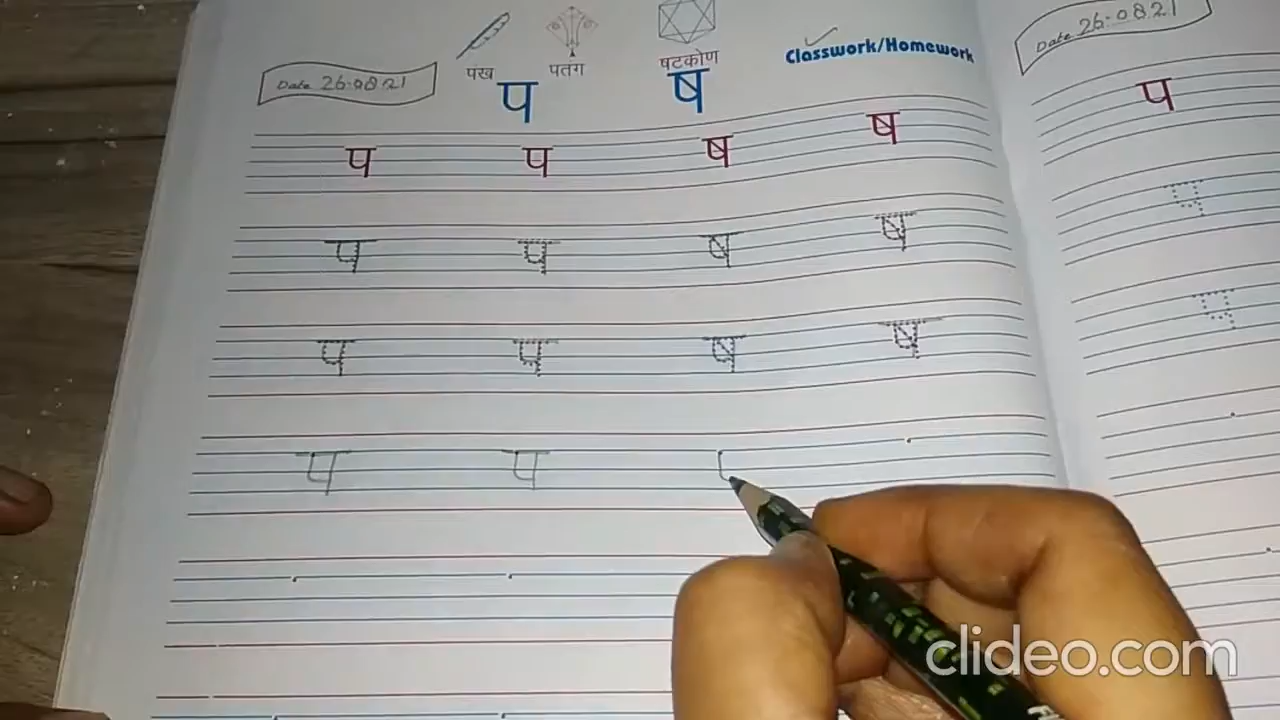 पंख पतंग षटकोण Classwork/Homework
Date 26.08.21 प ष
प प ष ष
प प ष ष
प प ष ष
प प
Date 26.08.21
प
प
प
clideo.com